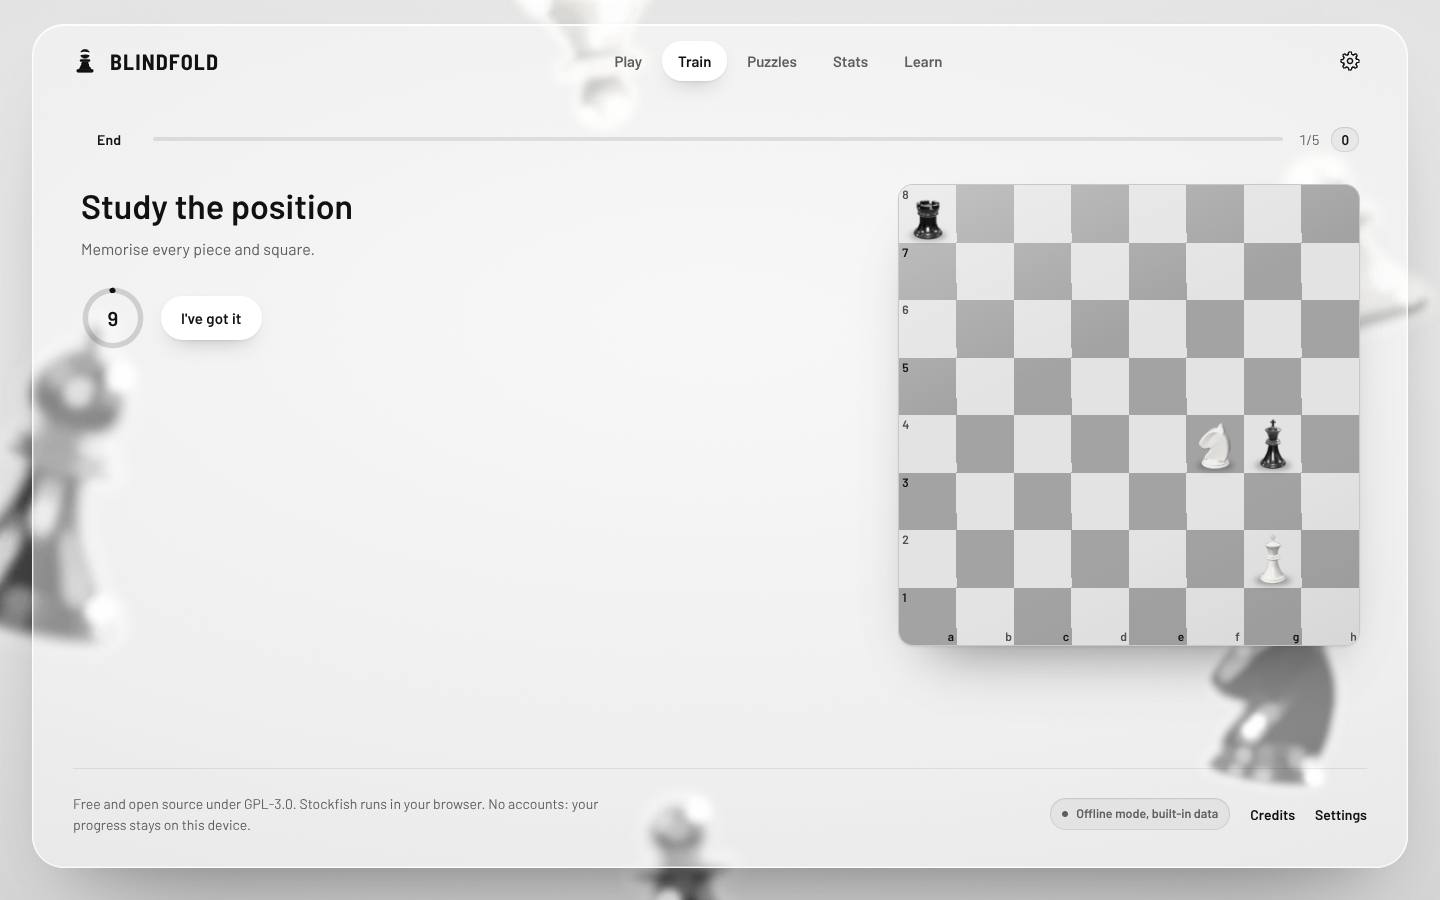 BLINDFOLD
Play
Train
Puzzles
Stats
Learn
End
1/5
0
Study the position
Memorise every piece and square.
9
I've got it
8
7
6
5
4
3
2
1
a
b
c
d
e
f
g
h
Free and open source under GPL-3.0. Stockfish runs in your browser. No accounts: your
progress stays on this device.
Offline mode, built-in data
Credits
Settings